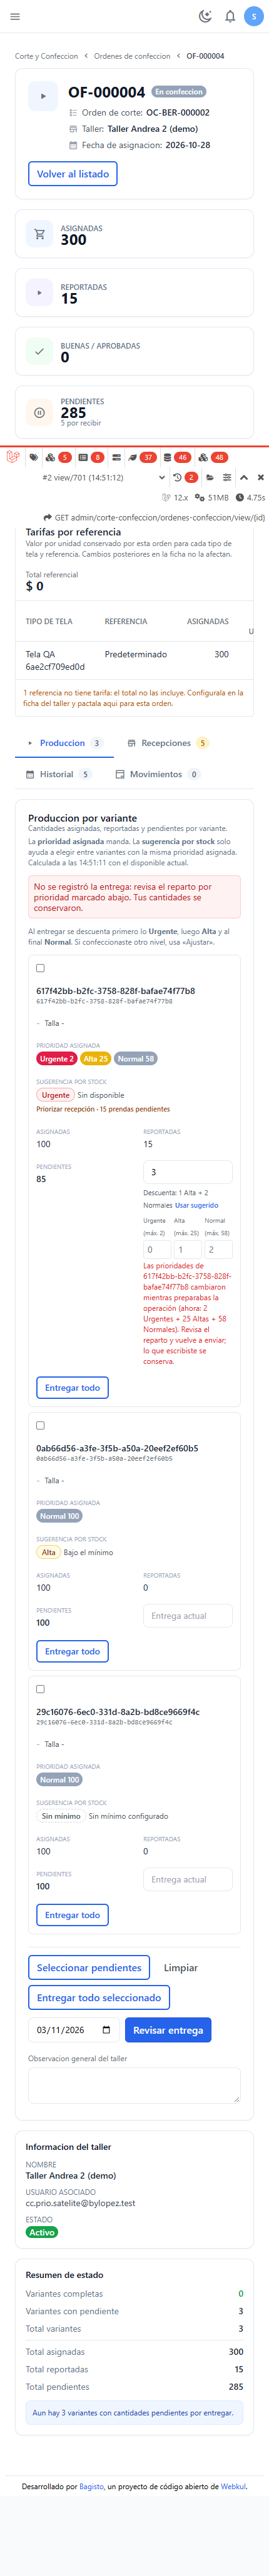 S
Corte y Confeccion < Ordenes de confeccion < OF-000004
OF-000004 En confeccion
Orden de corte: OC-BER-000002
Taller: Taller Andrea 2 (demo)
Fecha de asignacion: 2026-10-28
Volver al listado
ASIGNADAS
300
REPORTADAS
15
BUENAS / APROBADAS
0
PENDIENTES
285
5 por recibir
5 8 37 46 48
#2 view/701 (14:51:12) 2
12.x 51MB 4.75s
GET admin/corte-confeccion/ordenes-confeccion/view/{id}
Tarifas por referencia
Valor por unidad conservado por esta orden para cada tipo de
tela y referencia. Cambios posteriores en la ficha no la afectan.
Total referencial
$ 0
TIPO DE TELA REFERENCIA ASIGNADAS
U
Tela QA Predeterminado 300
6ae2cf709ed0d
1 referencia no tiene tarifa: el total no las incluye. Configurala en la
ficha del taller y pactala aqui para esta orden.
Produccion 3 Recepciones 5
Historial 5 Movimientos 0
Produccion por variante
Cantidades asignadas, reportadas y pendientes por variante.
La prioridad asignada manda. La sugerencia por stock solo
ayuda a elegir entre variantes con la misma prioridad asignada.
Calculada a las 14:51:11 con el disponible actual.
No se registró la entrega: revisa el reparto por
prioridad marcado abajo. Tus cantidades se
conservaron.
Al entregar se descuenta primero lo Urgente, luego Alta y al
final Normal. Si confeccionaste otro nivel, usa «Ajustar».
617f42bb-b2fc-3758-828f-bafae74f77b8
617f42bb-b2fc-3758-828f-bafae74f77b8
- Talla -
PRIORIDAD ASIGNADA
Urgente 2 Alta 25 Normal 58
SUGERENCIA POR STOCK
Urgente Sin disponible
Priorizar recepción · 15 prendas pendientes
ASIGNADAS REPORTADAS
100 15
PENDIENTES
85 3
Descuenta: 1 Alta + 2
Normales Usar sugerido
Urgente Alta Normal
(máx. 2) (máx. 25) (máx. 58)
0 1 2
Las prioridades de
617f42bb-b2fc-3758-828f-
bafae74f77b8 cambiaron
mientras preparabas la
operación (ahora: 2
Urgentes + 25 Altas + 58
Normales). Revisa el
reparto y vuelve a enviar;
lo que escribiste se
conserva.
Entregar todo
0ab66d56-a3fe-3f5b-a50a-20eef2ef60b5
0ab66d56-a3fe-3f5b-a50a-20eef2ef60b5
- Talla -
PRIORIDAD ASIGNADA
Normal 100
SUGERENCIA POR STOCK
Alta Bajo el mínimo
ASIGNADAS REPORTADAS
100 0
PENDIENTES
100 Entrega actual
Entregar todo
29c16076-6ec0-331d-8a2b-bd8ce9669f4c
29c16076-6ec0-331d-8a2b-bd8ce9669f4c
- Talla -
PRIORIDAD ASIGNADA
Normal 100
SUGERENCIA POR STOCK
Sin mínimo Sin mínimo configurado
ASIGNADAS REPORTADAS
100 0
PENDIENTES
100 Entrega actual
Entregar todo
Seleccionar pendientes Limpiar
Entregar todo seleccionado
03/11/2026 Revisar entrega
Observacion general del taller
Informacion del taller
NOMBRE
Taller Andrea 2 (demo)
USUARIO ASOCIADO
cc.prio.satelite@bylopez.test
ESTADO
Activo
Resumen de estado
Variantes completas 0
Variantes con pendiente 3
Total variantes 3
Total asignadas 300
Total reportadas 15
Total pendientes 285
Aun hay 3 variantes con cantidades pendientes por entregar.
Desarrollado por Bagisto, un proyecto de código abierto de Webkul.